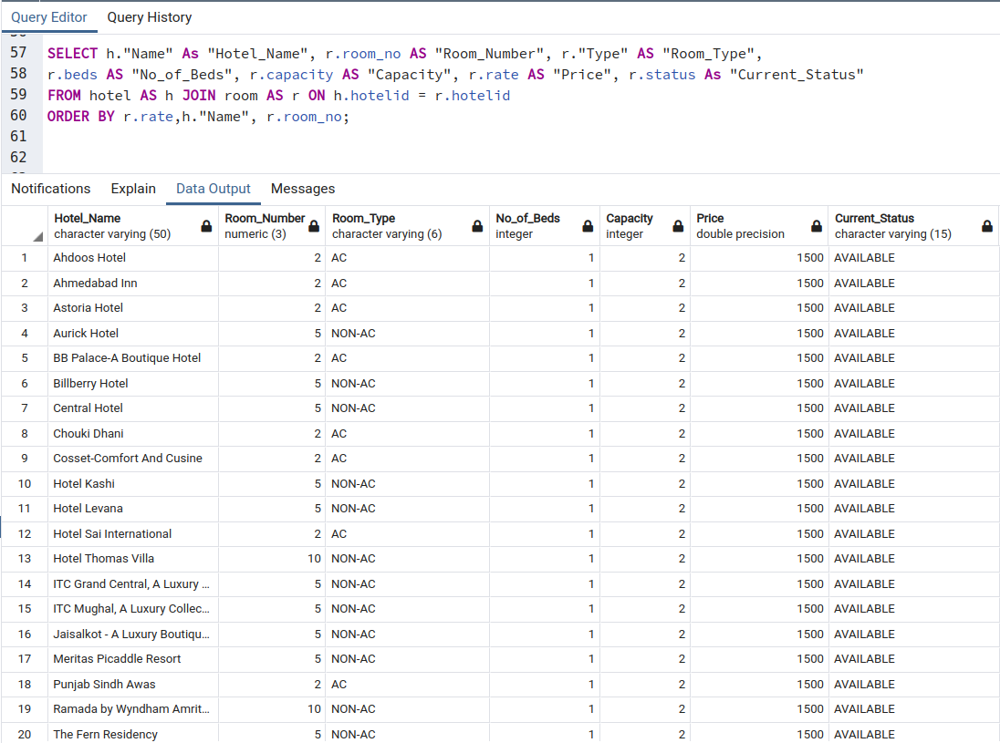 Query Editor Query History
57 SELECT h."Name" As "Hotel_Name", r.room_no AS "Room_Number", r."Type" AS "Room_Type",
58 r.beds AS "No_of_Beds", r.capacity AS "Capacity", r.rate AS "Price", r.status As "Current_Status"
59 FROM hotel AS h JOIN room AS r ON h.hotelid = r.hotelid
60 ORDER BY r.rate,h."Name", r.room_no;
61
62
Notifications Explain Data Output Messages
Hotel_Name Room_Number Room_Type No_of_Beds Capacity Price Current_Status
character varying (50) numeric (3) character varying (6) integer integer double precision character varying (15)
1 Ahdoos Hotel 2 AC 1 2 1500 AVAILABLE
2 Ahmedabad Inn 2 AC 1 2 1500 AVAILABLE
3 Astoria Hotel 2 AC 1 2 1500 AVAILABLE
4 Aurick Hotel 5 NON-AC 1 2 1500 AVAILABLE
5 BB Palace-A Boutique Hotel 2 AC 1 2 1500 AVAILABLE
6 Billberry Hotel 5 NON-AC 1 2 1500 AVAILABLE
7 Central Hotel 5 NON-AC 1 2 1500 AVAILABLE
8 Chouki Dhani 2 AC 1 2 1500 AVAILABLE
9 Cosset-Comfort And Cusine 2 AC 1 2 1500 AVAILABLE
10 Hotel Kashi 5 NON-AC 1 2 1500 AVAILABLE
11 Hotel Levana 5 NON-AC 1 2 1500 AVAILABLE
12 Hotel Sai International 2 AC 1 2 1500 AVAILABLE
13 Hotel Thomas Villa 10 NON-AC 1 2 1500 AVAILABLE
14 ITC Grand Central, A Luxury ... 5 NON-AC 1 2 1500 AVAILABLE
15 ITC Mughal, A Luxury Collec... 5 NON-AC 1 2 1500 AVAILABLE
16 Jaisalkot - A Luxury Boutiqu... 5 NON-AC 1 2 1500 AVAILABLE
17 Meritas Picaddle Resort 5 NON-AC 1 2 1500 AVAILABLE
18 Punjab Sindh Awas 2 AC 1 2 1500 AVAILABLE
19 Ramada by Wyndham Amrit... 10 NON-AC 1 2 1500 AVAILABLE
20 The Fern Residency 5 NON-AC 1 2 1500 AVAILABLE